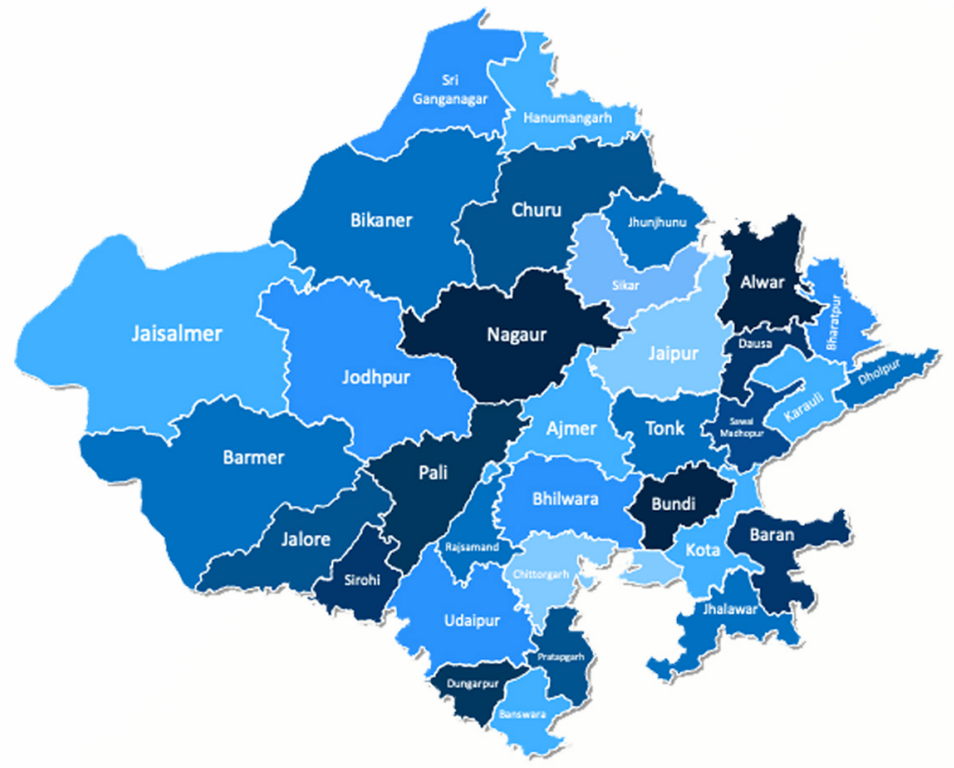 Sri
Ganganagar
Hanumangarh
Bikaner
Churu
Jhunjhunu
Sikar
Alwar
Bharatpur
Jaisalmer
Nagaur
Jaipur
Dausa
Jodhpur
Dholpur
Karauli
Ajmer
Tonk
Sawai
Madhopur
Barmer
Pali
Bhilwara
Bundi
Baran
Jalore
Rajsamand
Kota
Sirohi
Chittorgarh
Jhalawar
Udaipur
Pratapgarh
Dungarpur
Banswara